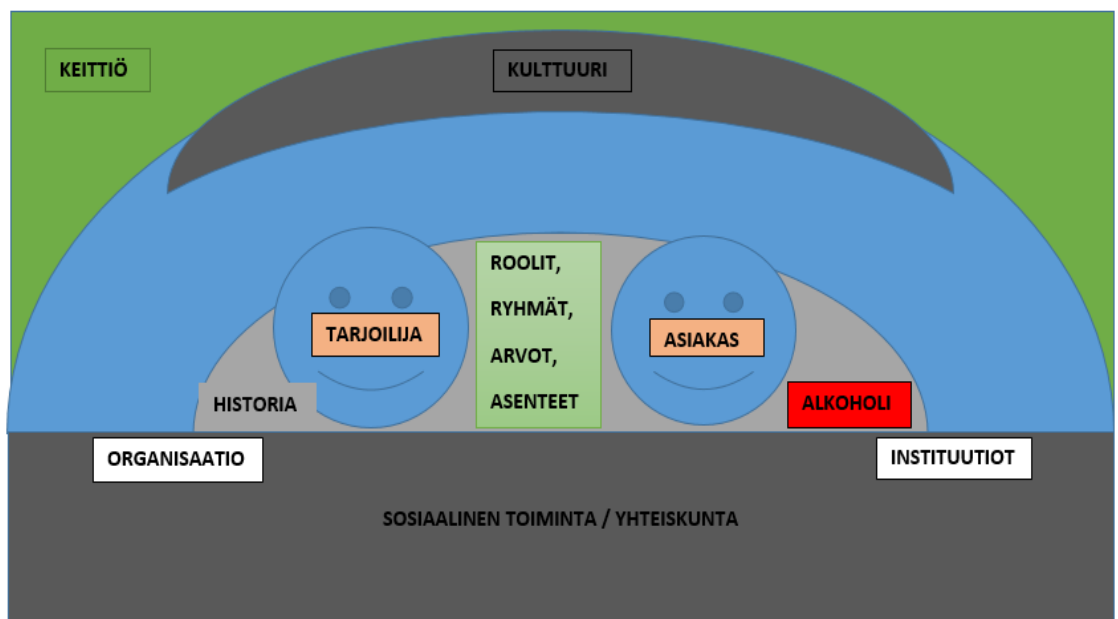 KEITTIÖ
KULTTUURI
ROOLIT,
RYHMÄT,
ARVOT,
ASENTEET
TARJOILIJA
ASIAKAS
HISTORIA
ALKOHOLI
ORGANISAATIO
INSTITUUTIOT
SOSIAALINEN TOIMINTA / YHTEISKUNTA